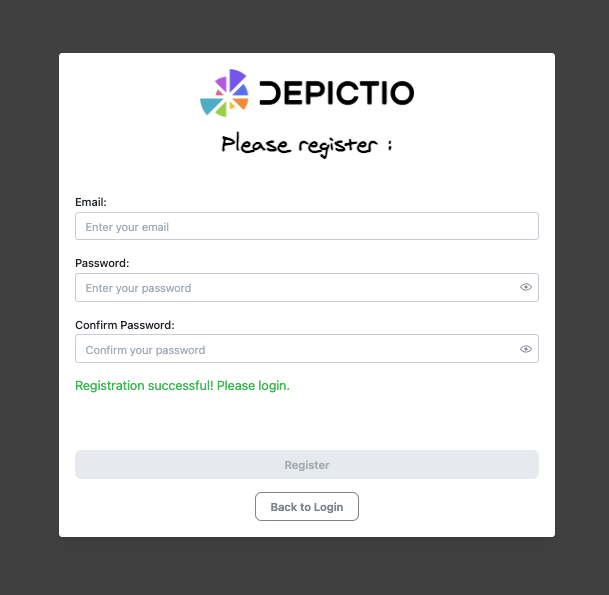 DEPICTIO
Please register :
Email:
Enter your email
Password:
Enter your password
Confirm Password:
Confirm your password
Registration successful! Please login.
Register
Back to Login